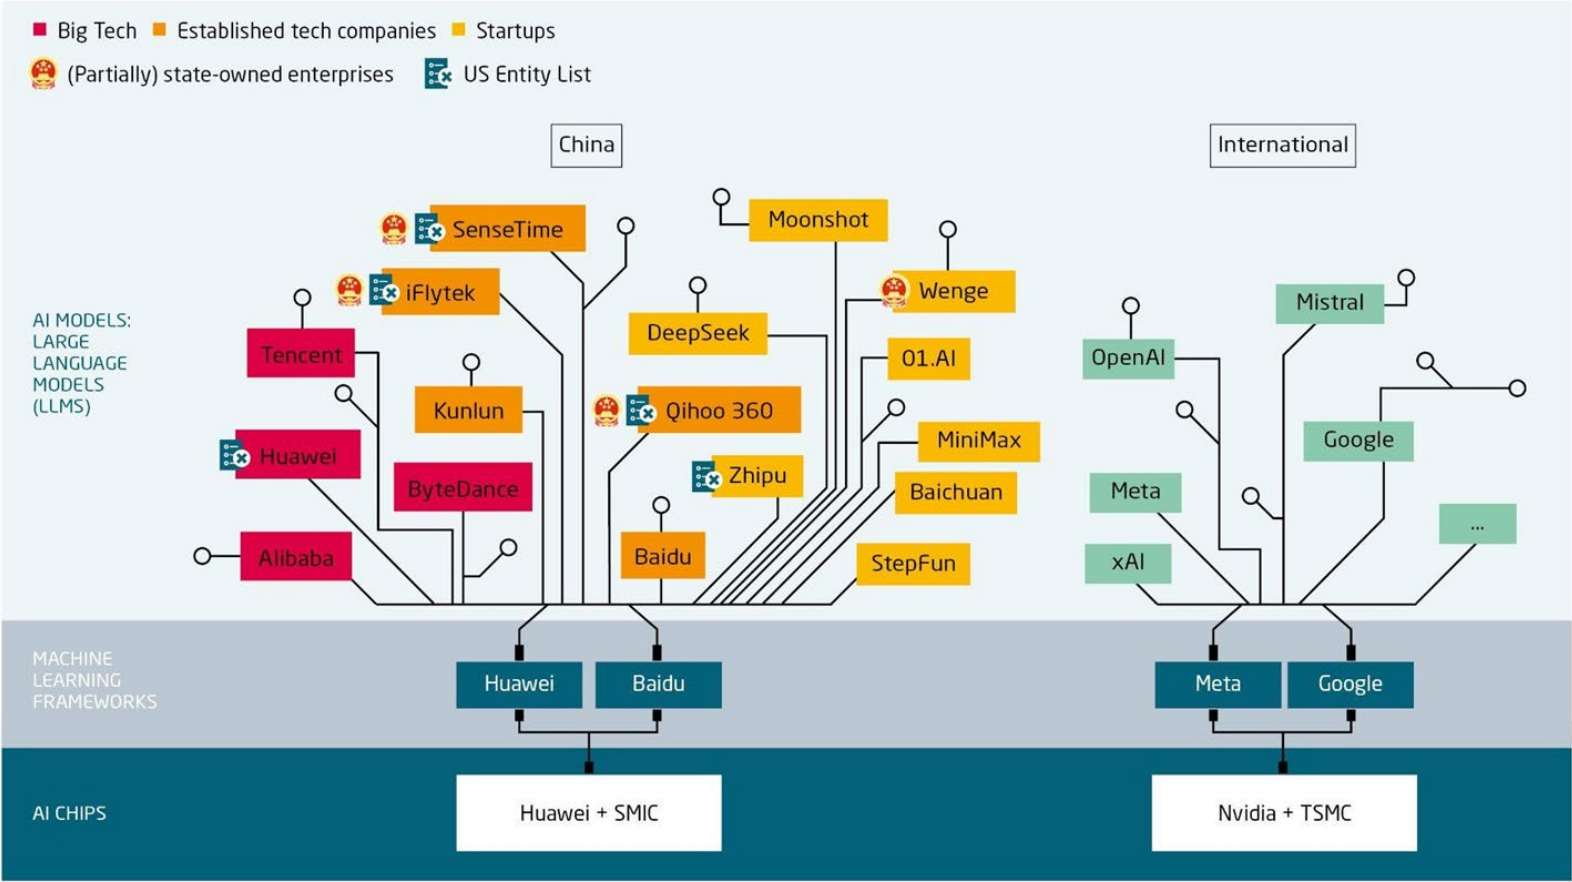 Big Tech
Established tech companies
Startups
(Partially) state-owned enterprises
US Entity List
China
International
AI MODELS:
LARGE
LANGUAGE
MODELS
(LLMS)
SenseTime
Moonshot
iFlytek
Wenge
Tencent
DeepSeek
01.AI
Kunlun
Qihoo 360
Huawei
MiniMax
ByteDance
Zhipu
Baichuan
Alibaba
Baidu
StepFun
Mistral
OpenAI
Google
Meta
...
xAI
MACHINE
LEARNING
FRAMEWORKS
Huawei
Baidu
Meta
Google
AI CHIPS
Huawei + SMIC
Nvidia + TSMC